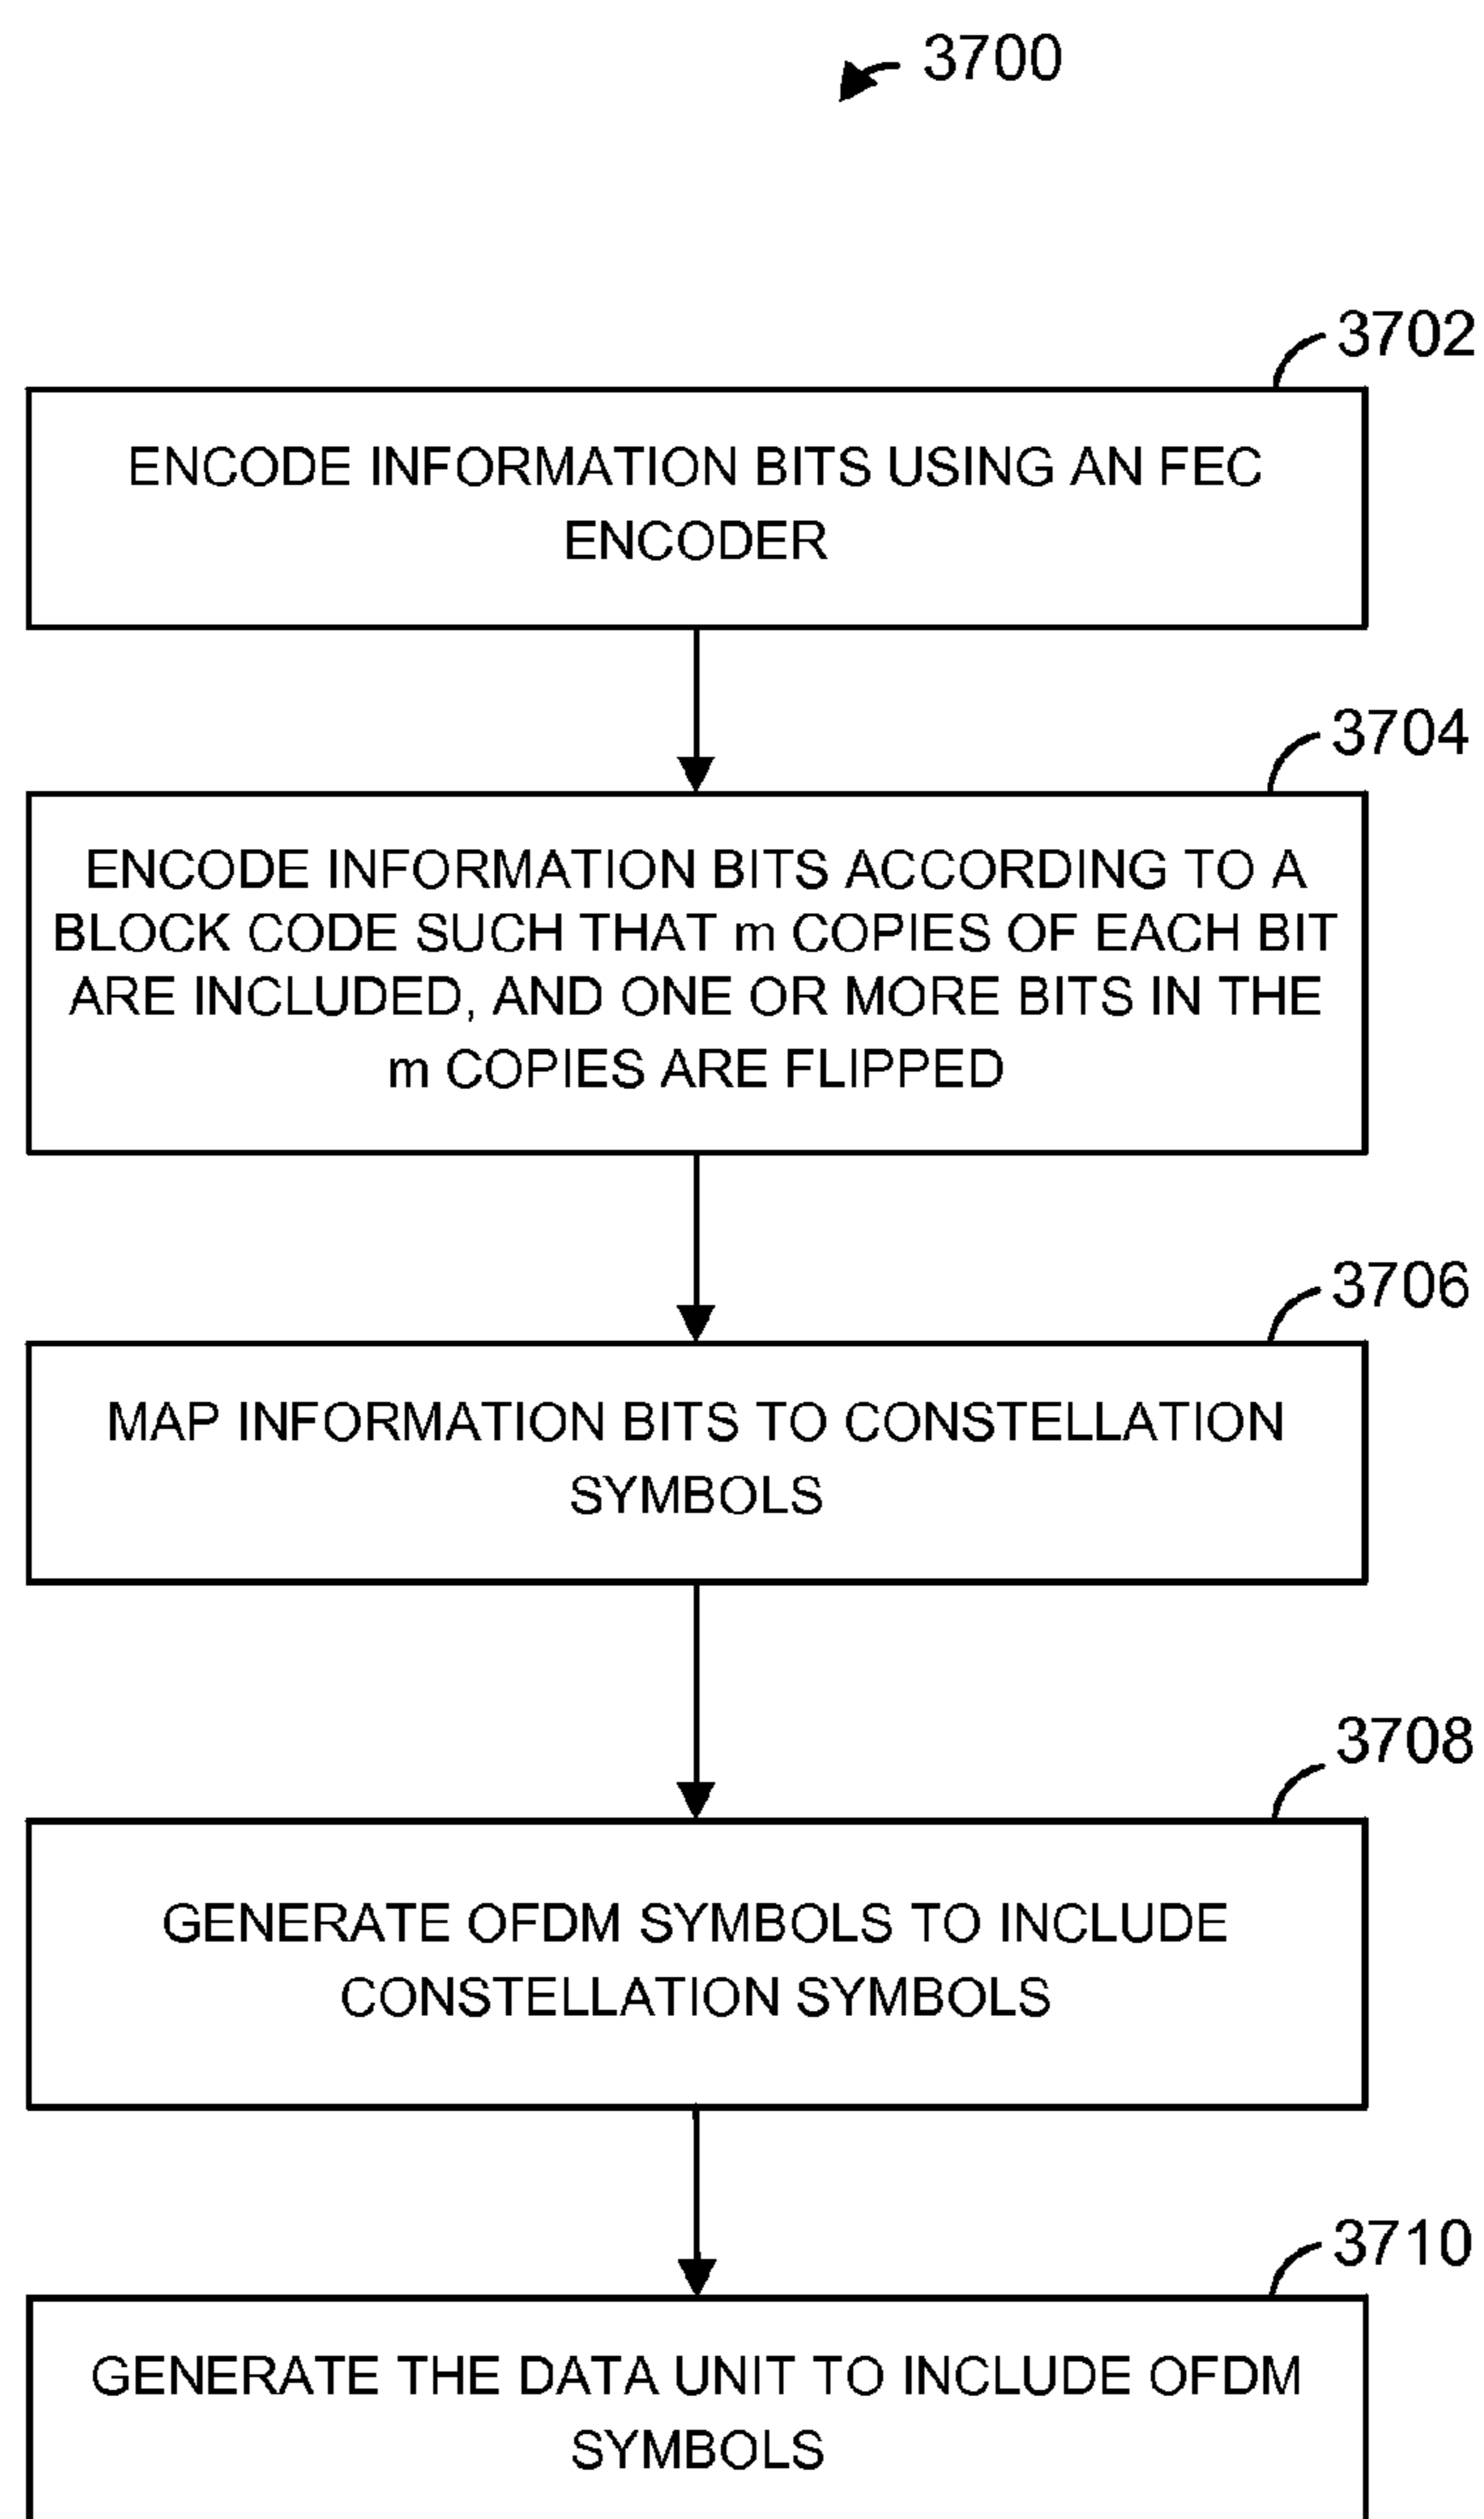 3700
3702
ENCODE INFORMATION BITS USING AN FEC
ENCODER
3704
ENCODE INFORMATION BITS ACCORDING TO A
BLOCK CODE SUCH THAT m COPIES OF EACH BIT
ARE INCLUDED, AND ONE OR MORE BITS IN THE
m COPIES ARE FLIPPED
3706
MAP INFORMATION BITS TO CONSTELLATION
SYMBOLS
3708
GENERATE OFDM SYMBOLS TO INCLUDE
CONSTELLATION SYMBOLS
3710
GENERATE THE DATA UNIT TO INCLUDE OFDM
SYMBOLS